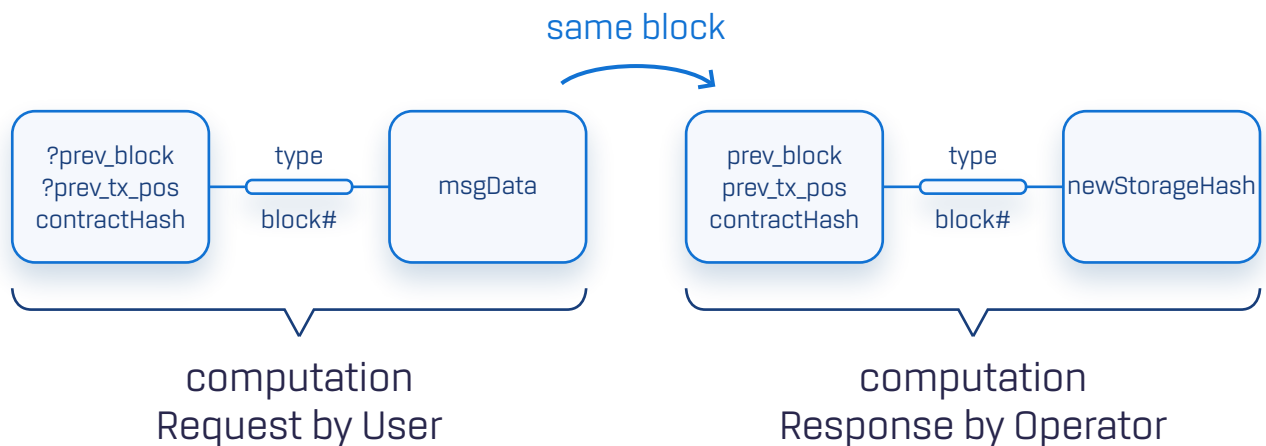 same block
?prev_block
?prev_tx_pos
contractHash
type
block#
msgData
prev_block
prev_tx_pos
contractHash
type
block#
newStorageHash
computation
Request by User
computation
Response by Operator